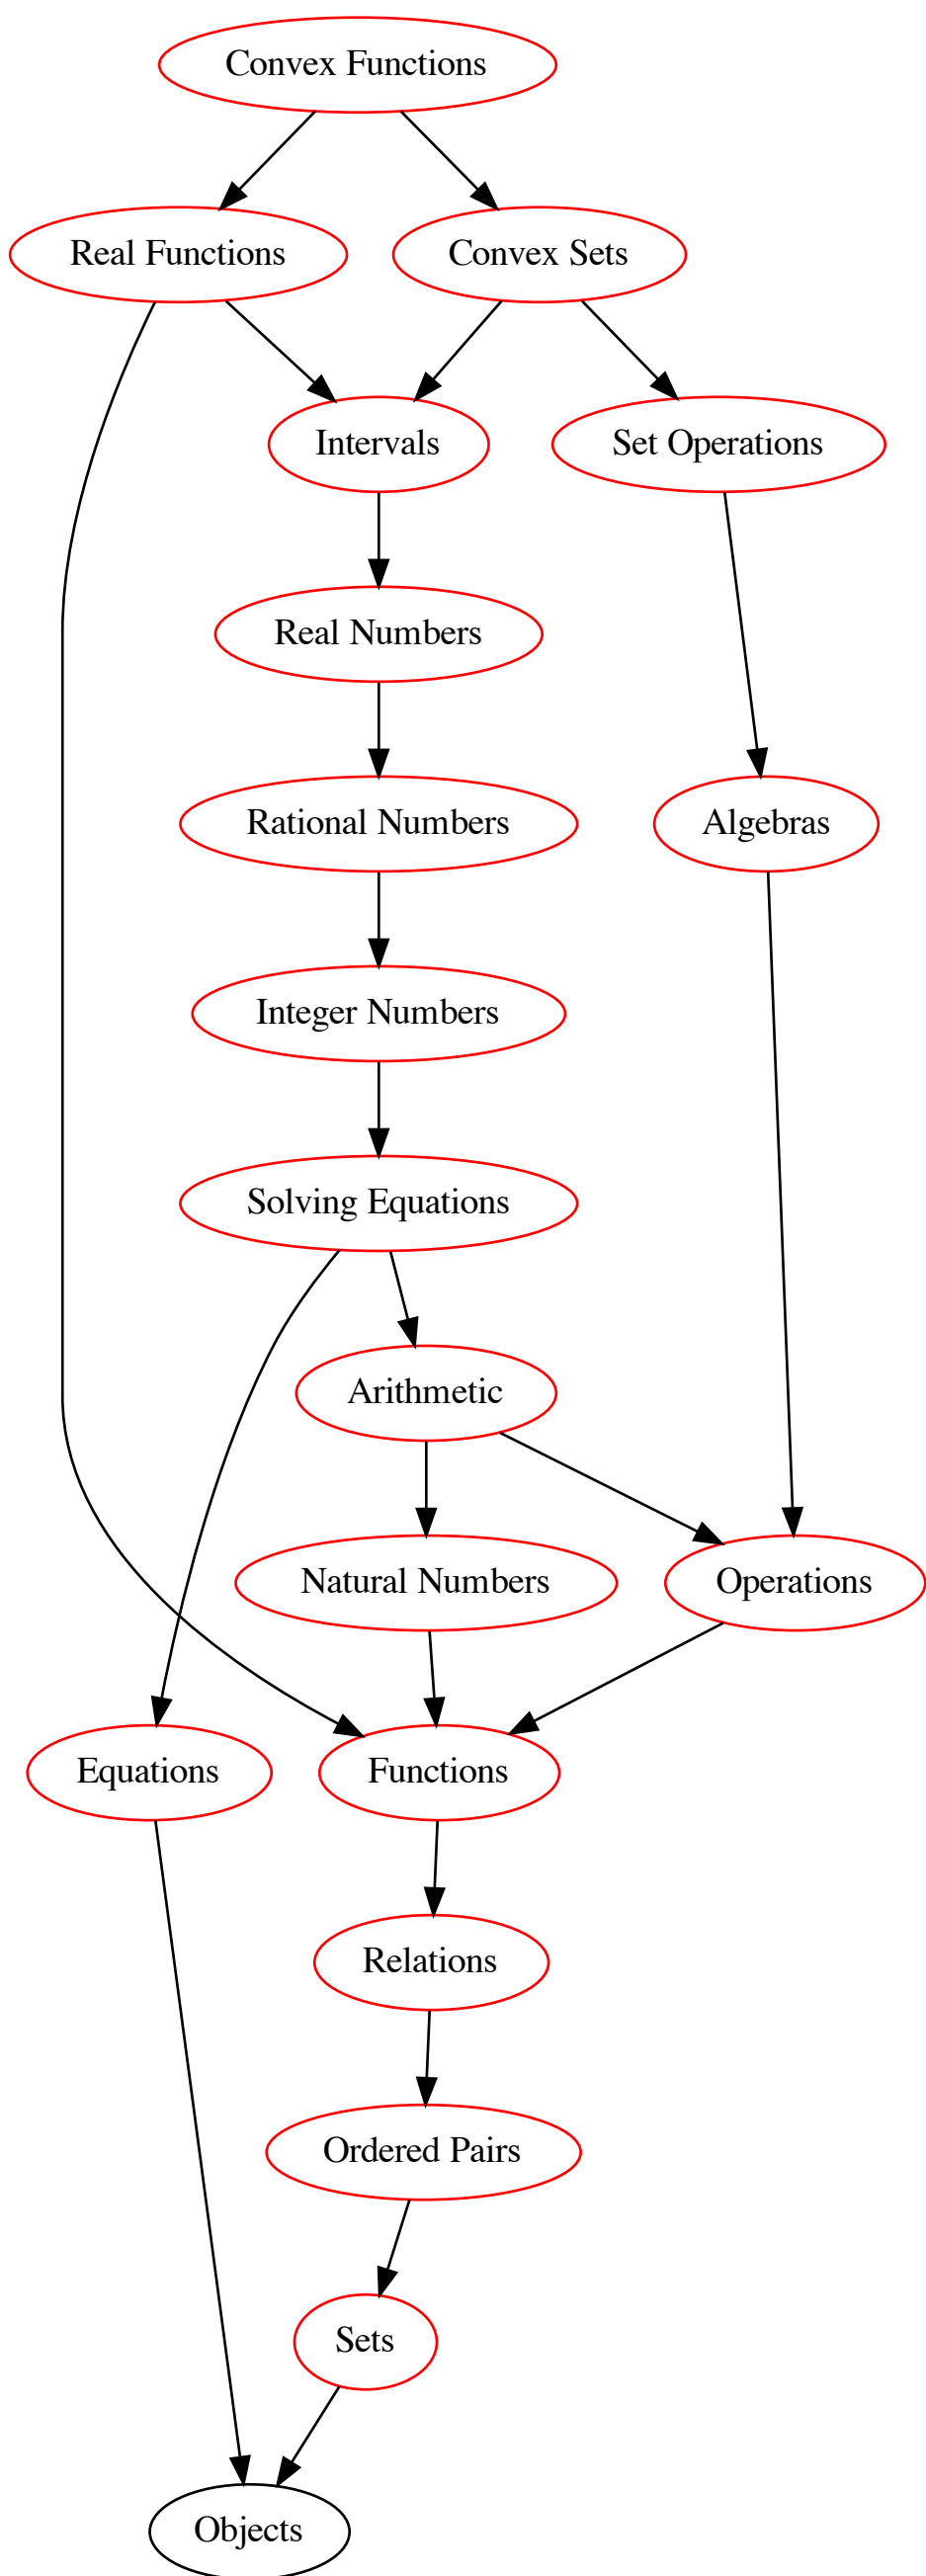 Convex Functions
Real Functions
Convex Sets
Intervals
Set Operations
Real Numbers
Rational Numbers
Algebras
Integer Numbers
Solving Equations
Arithmetic
Natural Numbers
Operations
Equations
Functions
Relations
Ordered Pairs
Sets
Objects